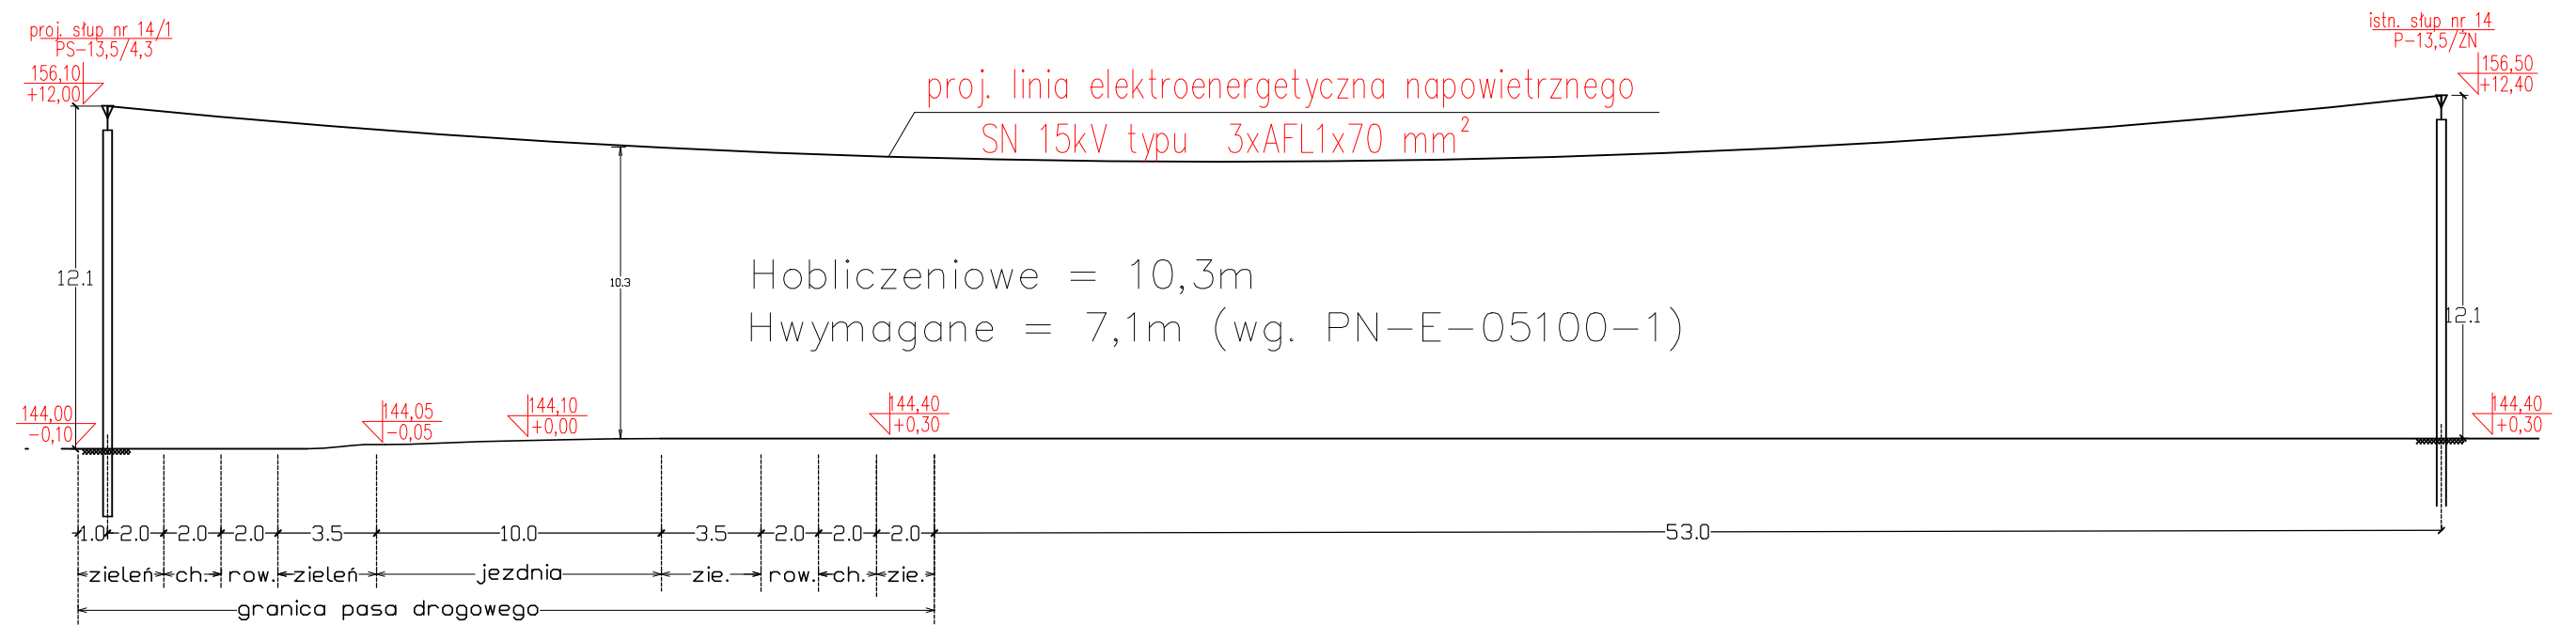 proj. słup nr 14/1
PS-13,5/4,3
156,10
+12,00
istn. słup nr 14
P-13,5/ŻN
156,50
+12,40
proj. linia elektroenergetyczna napowietrznego
SN 15kV typu 3xAFL1x70 mm²
12.1
10.3
Hobliczeniowe = 10,3m
Hwymagane = 7,1m (wg. PN-E-05100-1)
12.1
144,00
-0,10
144,05
-0,05
144,10
+0,00
144,40
+0,30
144,40
+0,30
1.0 2.0 2.0 2.0 3.5 10.0 3.5 2.0 2.0 2.0 53.0
zieleń ch. row. zieleń jezdnia zie. row. ch. zie.
granica pasa drogowego